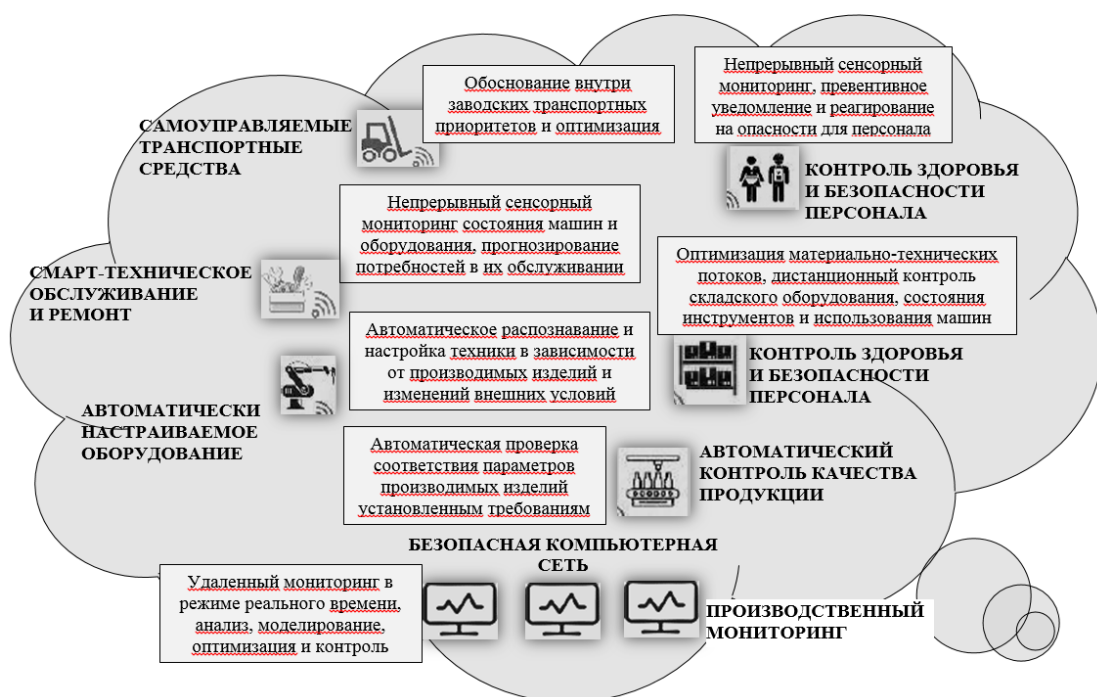 Обоснование внутри
заводских транспортных
приоритетов и оптимизация
Непрерывный сенсорный
мониторинг, превентивное
уведомление и реагирование
на опасности для персонала
САМОУПРАВЛЯЕМЫЕ
ТРАНСПОРТНЫЕ
СРЕДСТВА
КОНТРОЛЬ ЗДОРОВЬЯ
И БЕЗОПАСНОСТИ
ПЕРСОНАЛА
Непрерывный сенсорный
мониторинг состояния машин и
оборудования, прогнозирование
потребностей в их обслуживании
Оптимизация материально-технических
потоков, дистанционный контроль
складского оборудования, состояния
инструментов и использования машин
СМАРТ-ТЕХНИЧЕСКОЕ
ОБСЛУЖИВАНИЕ
И РЕМОНТ
Автоматическое распознавание и
настройка техники в зависимости
от производимых изделий и
изменений внешних условий
КОНТРОЛЬ ЗДОРОВЬЯ
И БЕЗОПАСНОСТИ
ПЕРСОНАЛА
АВТОМАТИЧЕСКИ
НАСТРАИВАЕМОЕ
ОБОРУДОВАНИЕ
Автоматическая проверка
соответствия параметров
производимых изделий
установленным требованиям
АВТОМАТИЧЕСКИЙ
КОНТРОЛЬ КАЧЕСТВА
ПРОДУКЦИИ
БЕЗОПАСНАЯ КОМПЬЮТЕРНАЯ
СЕТЬ
Удаленный мониторинг в
режиме реального времени,
анализ, моделирование,
оптимизация и контроль
ПРОИЗВОДСТВЕННЫЙ
МОНИТОРИНГ